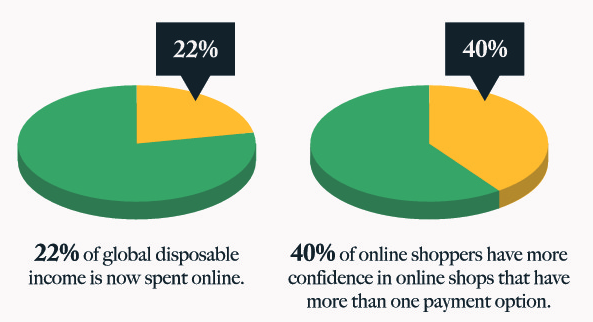 22%
40%
22% of global disposable
income is now spent online.
40% of online shoppers have more
confidence in online shops that have
more than one payment option.